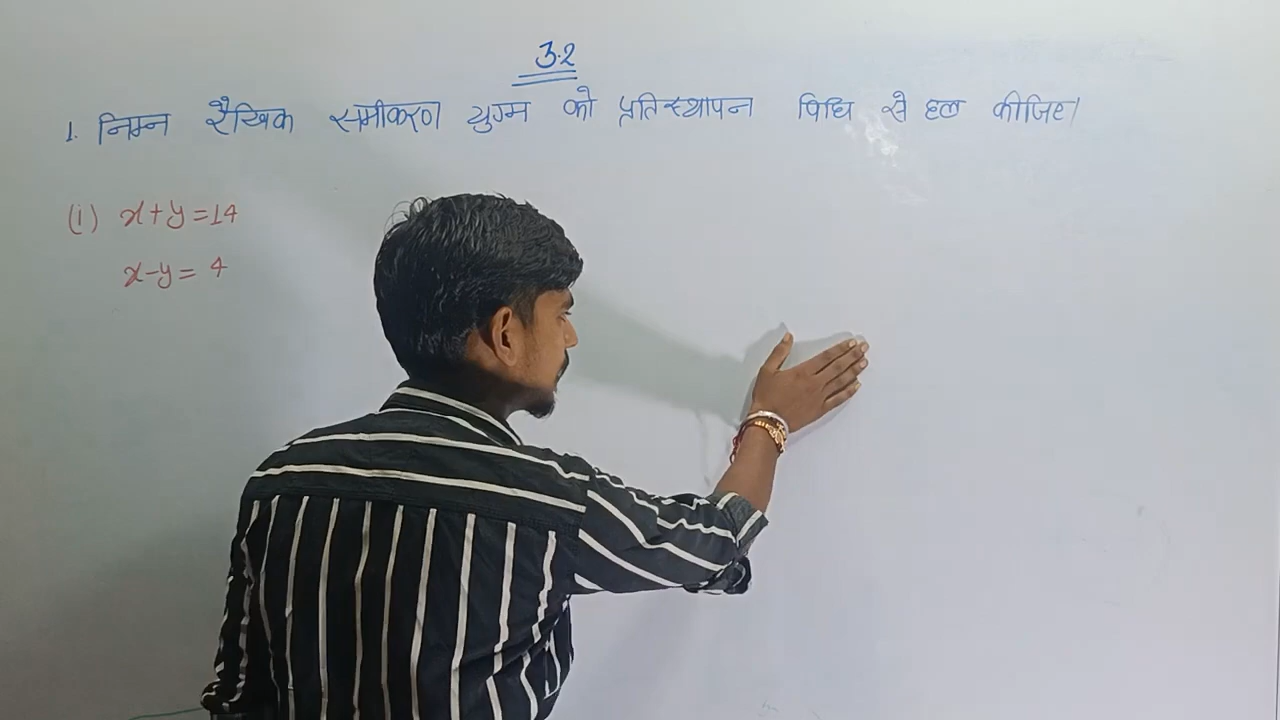 3.2
1. निम्न रैखिक समीकरण युग्म को प्रतिस्थापन विधि से हल कीजिए।
(i) x+y=14
x-y= 4